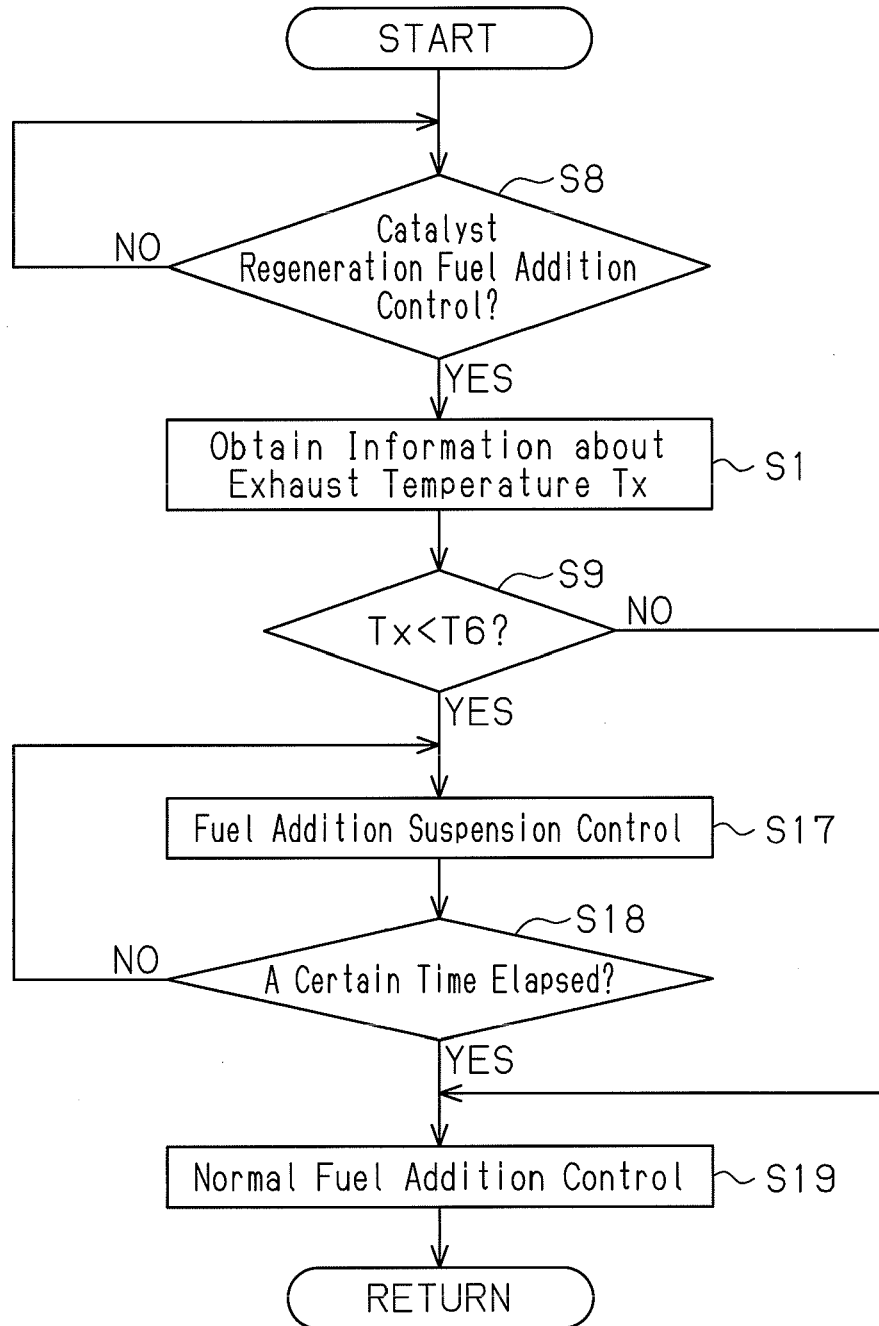 START
S8
Catalyst
Regeneration Fuel Addition
Control?
NO
YES
Obtain Information about
Exhaust Temperature Tx
S1
S9
Tx<T6?
NO
YES
Fuel Addition Suspension Control
S17
S18
A Certain Time Elapsed?
NO
YES
Normal Fuel Addition Control
S19
RETURN